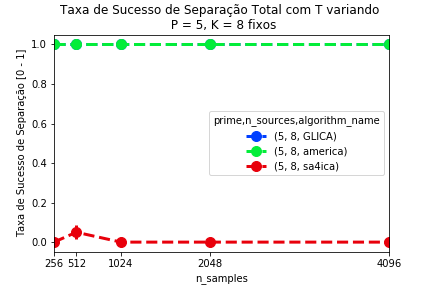 Taxa de Sucesso de Separação Total com T variando
P = 5, K = 8 fixos
Taxa de Sucesso de Separação [0 - 1]
1.0
0.8
0.6
0.4
0.2
0.0
prime,n_sources,algorithm_name
(5, 8, GLICA)
(5, 8, america)
(5, 8, sa4ica)
256 512 1024 2048 4096
n_samples